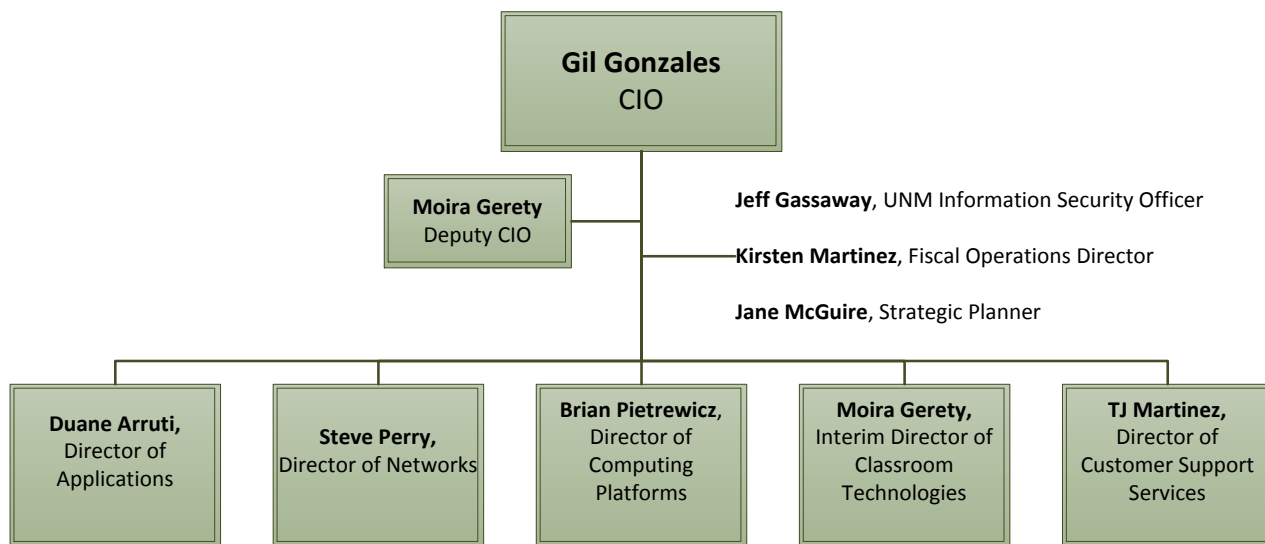 Gil Gonzales
CIO
Moira Gerety
Deputy CIO
Jeff Gassaway, UNM Information Security Officer
Kirsten Martinez, Fiscal Operations Director
Jane McGuire, Strategic Planner
Duane Arruti,
Director of
Applications
Steve Perry,
Director of Networks
Brian Pietrewicz,
Director of
Computing
Platforms
Moira Gerety,
Interim Director of
Classroom
Technologies
TJ Martinez,
Director of
Customer Support
Services